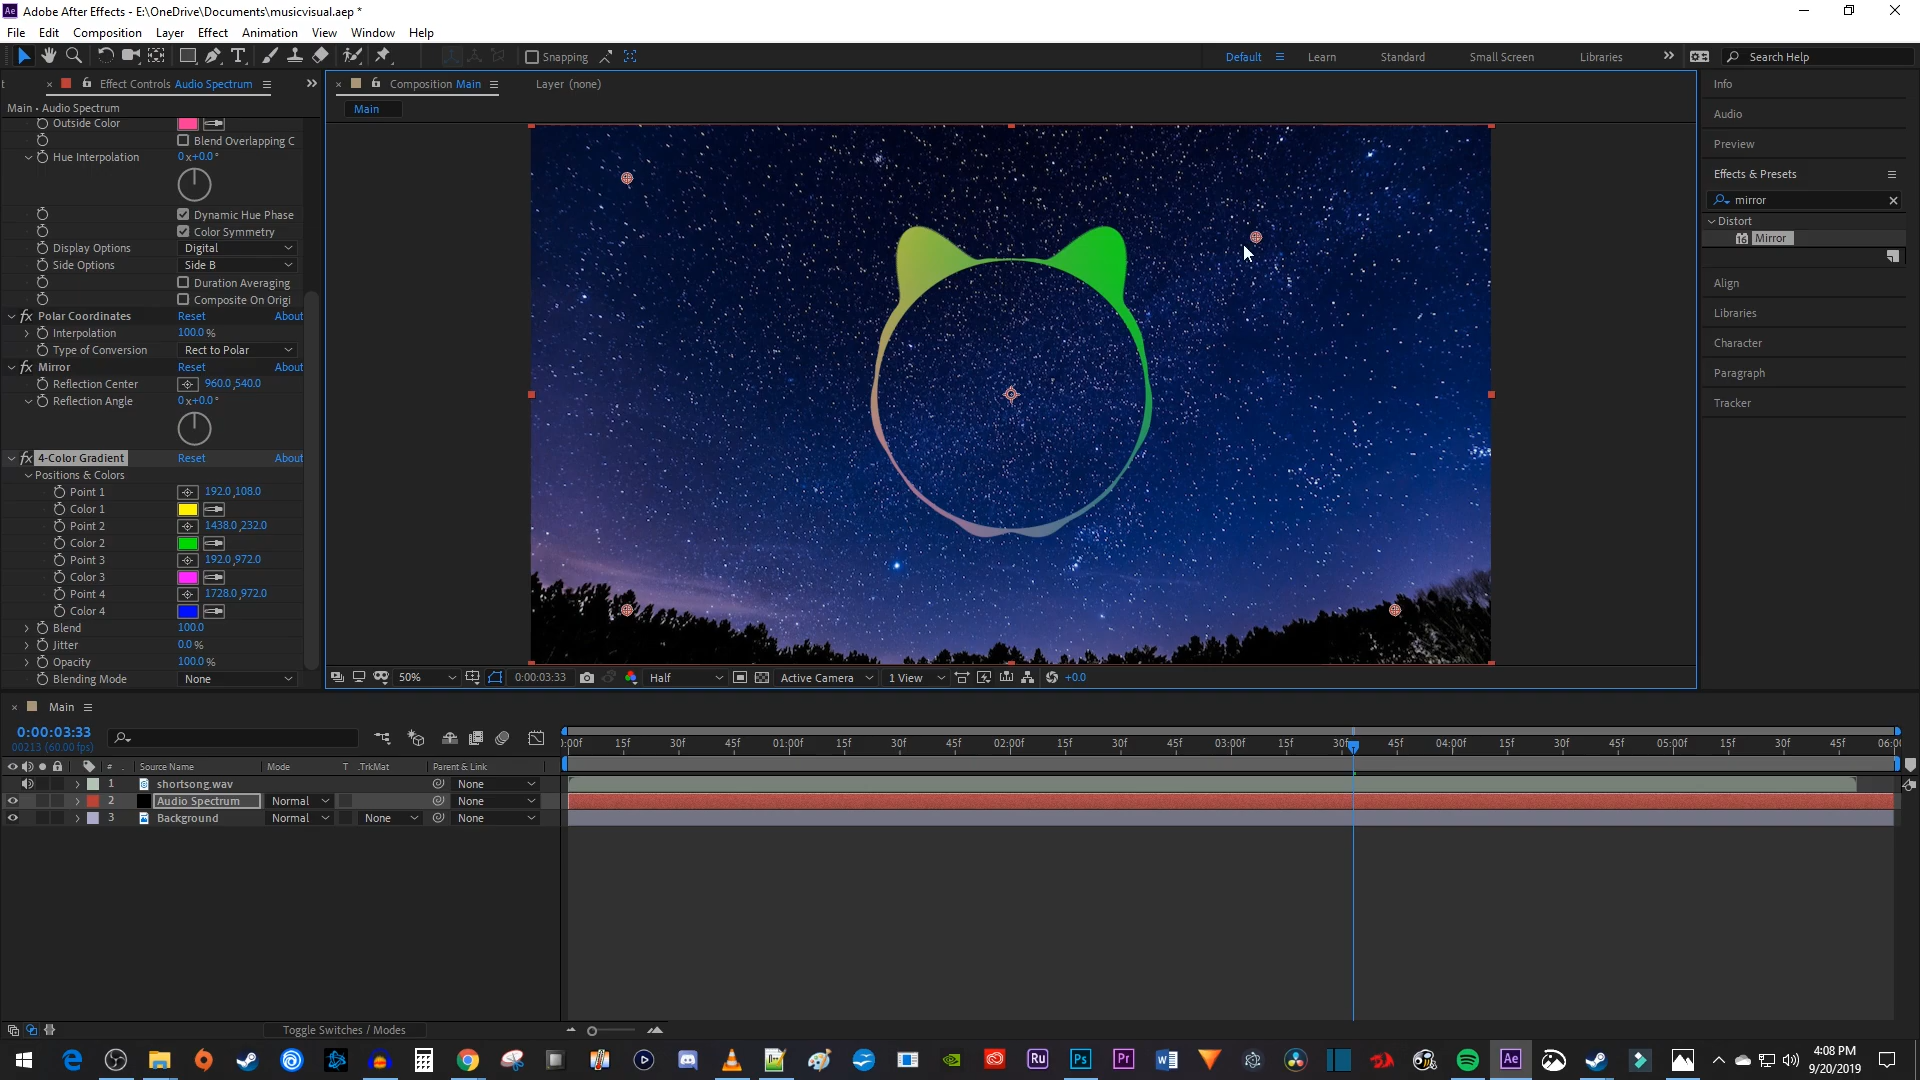 Ae Adobe After Effects - E:\OneDrive\Documents\musicvisual.aep *
File Edit Composition Layer Effect Animation View Window Help
Snapping Default Learn Standard Small Screen Libraries Search Help
Effect Controls Audio Spectrum
Main • Audio Spectrum
Outside Color
Blend Overlapping C
Hue Interpolation 0x+0.0°
Dynamic Hue Phase
Color Symmetry
Display Options Digital
Side Options Side B
Duration Averaging
Composite On Origi
fx Polar Coordinates Reset About
Interpolation 100.0 %
Type of Conversion Rect to Polar
fx Mirror Reset About
Reflection Center 960.0,540.0
Reflection Angle 0x+0.0°
fx 4-Color Gradient Reset About
Positions & Colors
Point 1 192.0,108.0
Color 1
Point 2 1438.0,232.0
Color 2
Point 3 192.0,972.0
Color 3
Point 4 1728.0,972.0
Color 4
Blend 100.0
Jitter 0.0 %
Opacity 100.0 %
Blending Mode None
Composition Main Layer (none)
Main
50% 0:00:03:33 Half Active Camera 1 View +0.0
Info
Audio
Preview
Effects & Presets
mirror
Distort
16 Mirror
Align
Libraries
Character
Paragraph
Tracker
Main
0:00:03:33
00213 (60.00 fps)
# Source Name Mode T .TrkMat Parent & Link
1 shortsong.wav None
2 Audio Spectrum Normal None
3 Background Normal None None
):00f 15f 30f 45f 01:00f 15f 30f 45f 02:00f 15f 30f 45f 03:00f 15f 30f 45f 04:00f 15f 30f 45f 05:00f 15f 30f 45f 06:0
Toggle Switches / Modes
Ru Ps Pr Ae
4:08 PM
9/20/2019